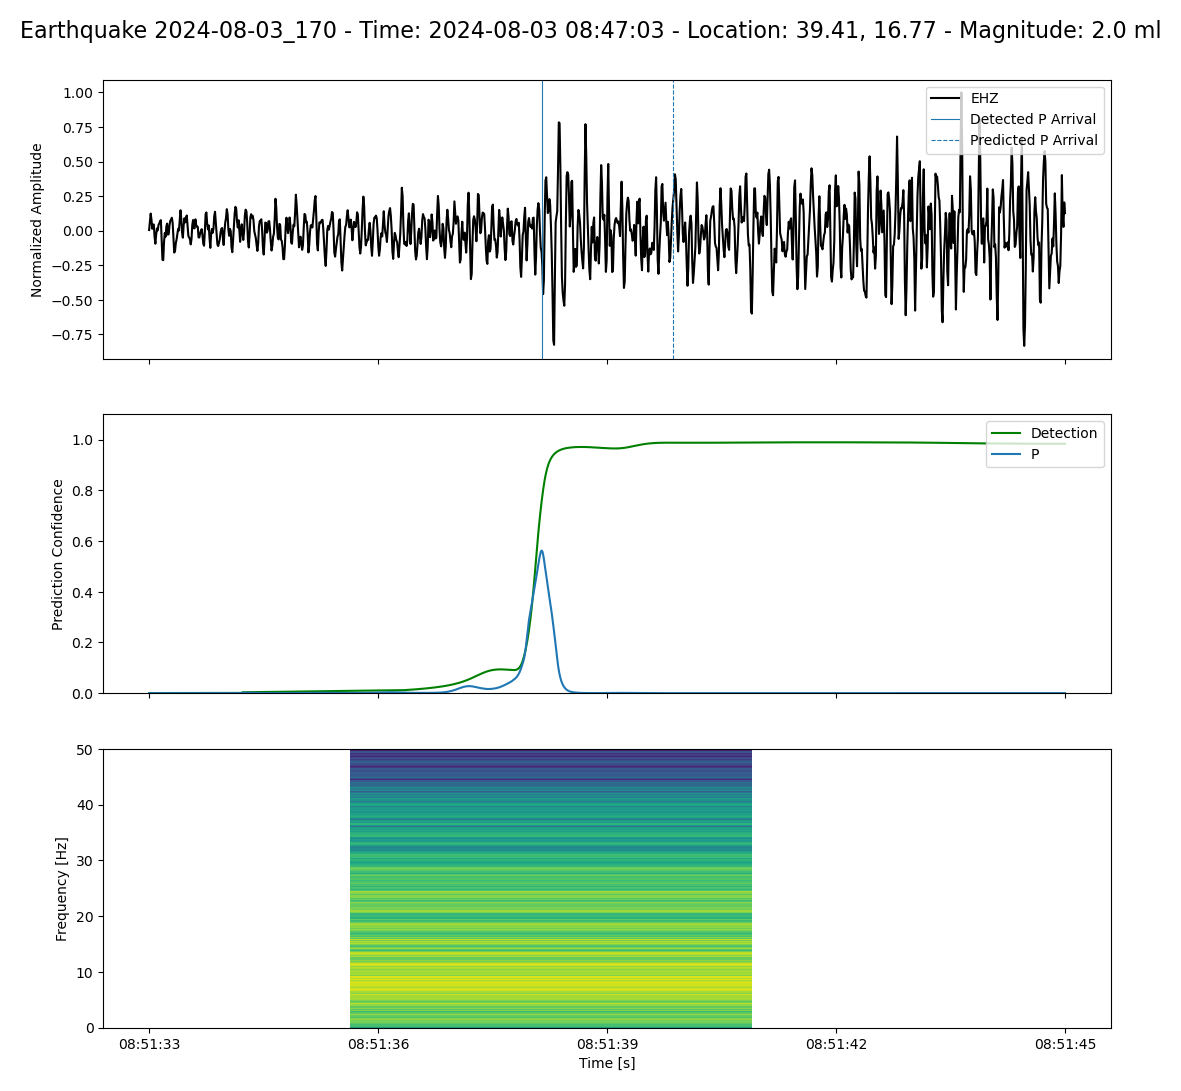 Earthquake 2024-08-03_170 - Time: 2024-08-03 08:47:03 - Location: 39.41, 16.77 - Magnitude: 2.0 ml
Normalized Amplitude
1.00
0.75
0.50
0.25
0.00
−0.25
−0.50
−0.75
EHZ
Detected P Arrival
Predicted P Arrival
Prediction Confidence
1.0
0.8
0.6
0.4
0.2
0.0
Detection
P
Frequency [Hz]
50
40
30
20
10
0
08:51:33 08:51:36 08:51:39 08:51:42 08:51:45
Time [s]